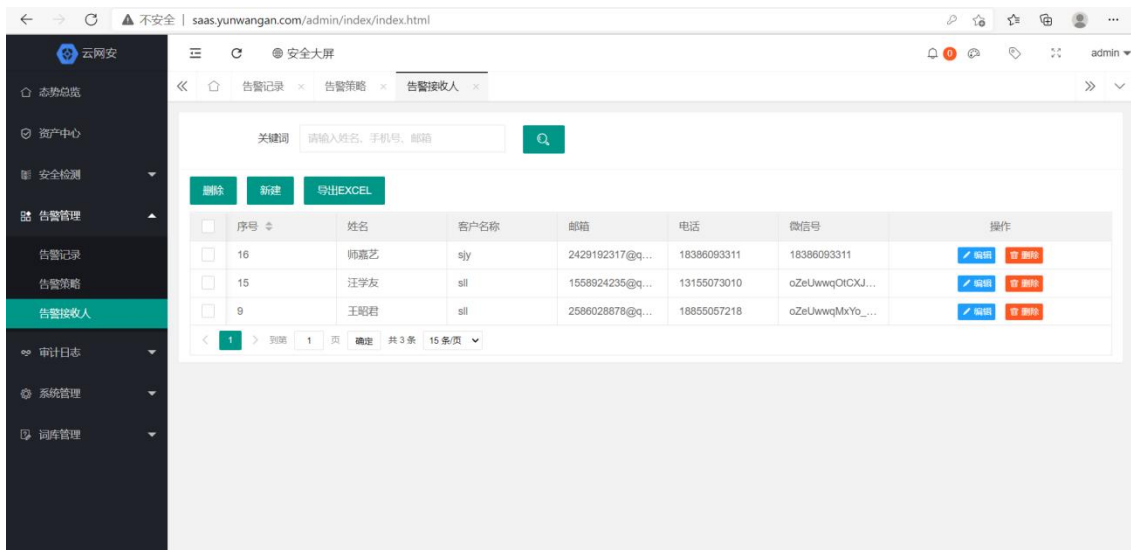 不安全 | saas.yunwangan.com/admin/index/index.html
云网安
安全大屏
0
admin
态势总览
资产中心
安全检测
告警管理
告警记录
告警策略
告警接收人
审计日志
系统管理
词库管理
告警记录 × 告警策略 × 告警接收人 ×
关键词 请输入姓名、手机号、邮箱
删除 新建 导出EXCEL
序号 姓名 客户名称 邮箱 电话 微信号 操作
16 师嘉艺 sjy 2429192317@q... 18386093311 18386093311 编辑 删除
15 汪学友 sll 1558924235@q... 13155073010 oZeUwwqOtCXJ... 编辑 删除
9 王昭君 sll 2586028878@q... 18855057218 oZeUwwqMxYo_... 编辑 删除
1 到第 1 页 确定 共 3 条 15 条/页